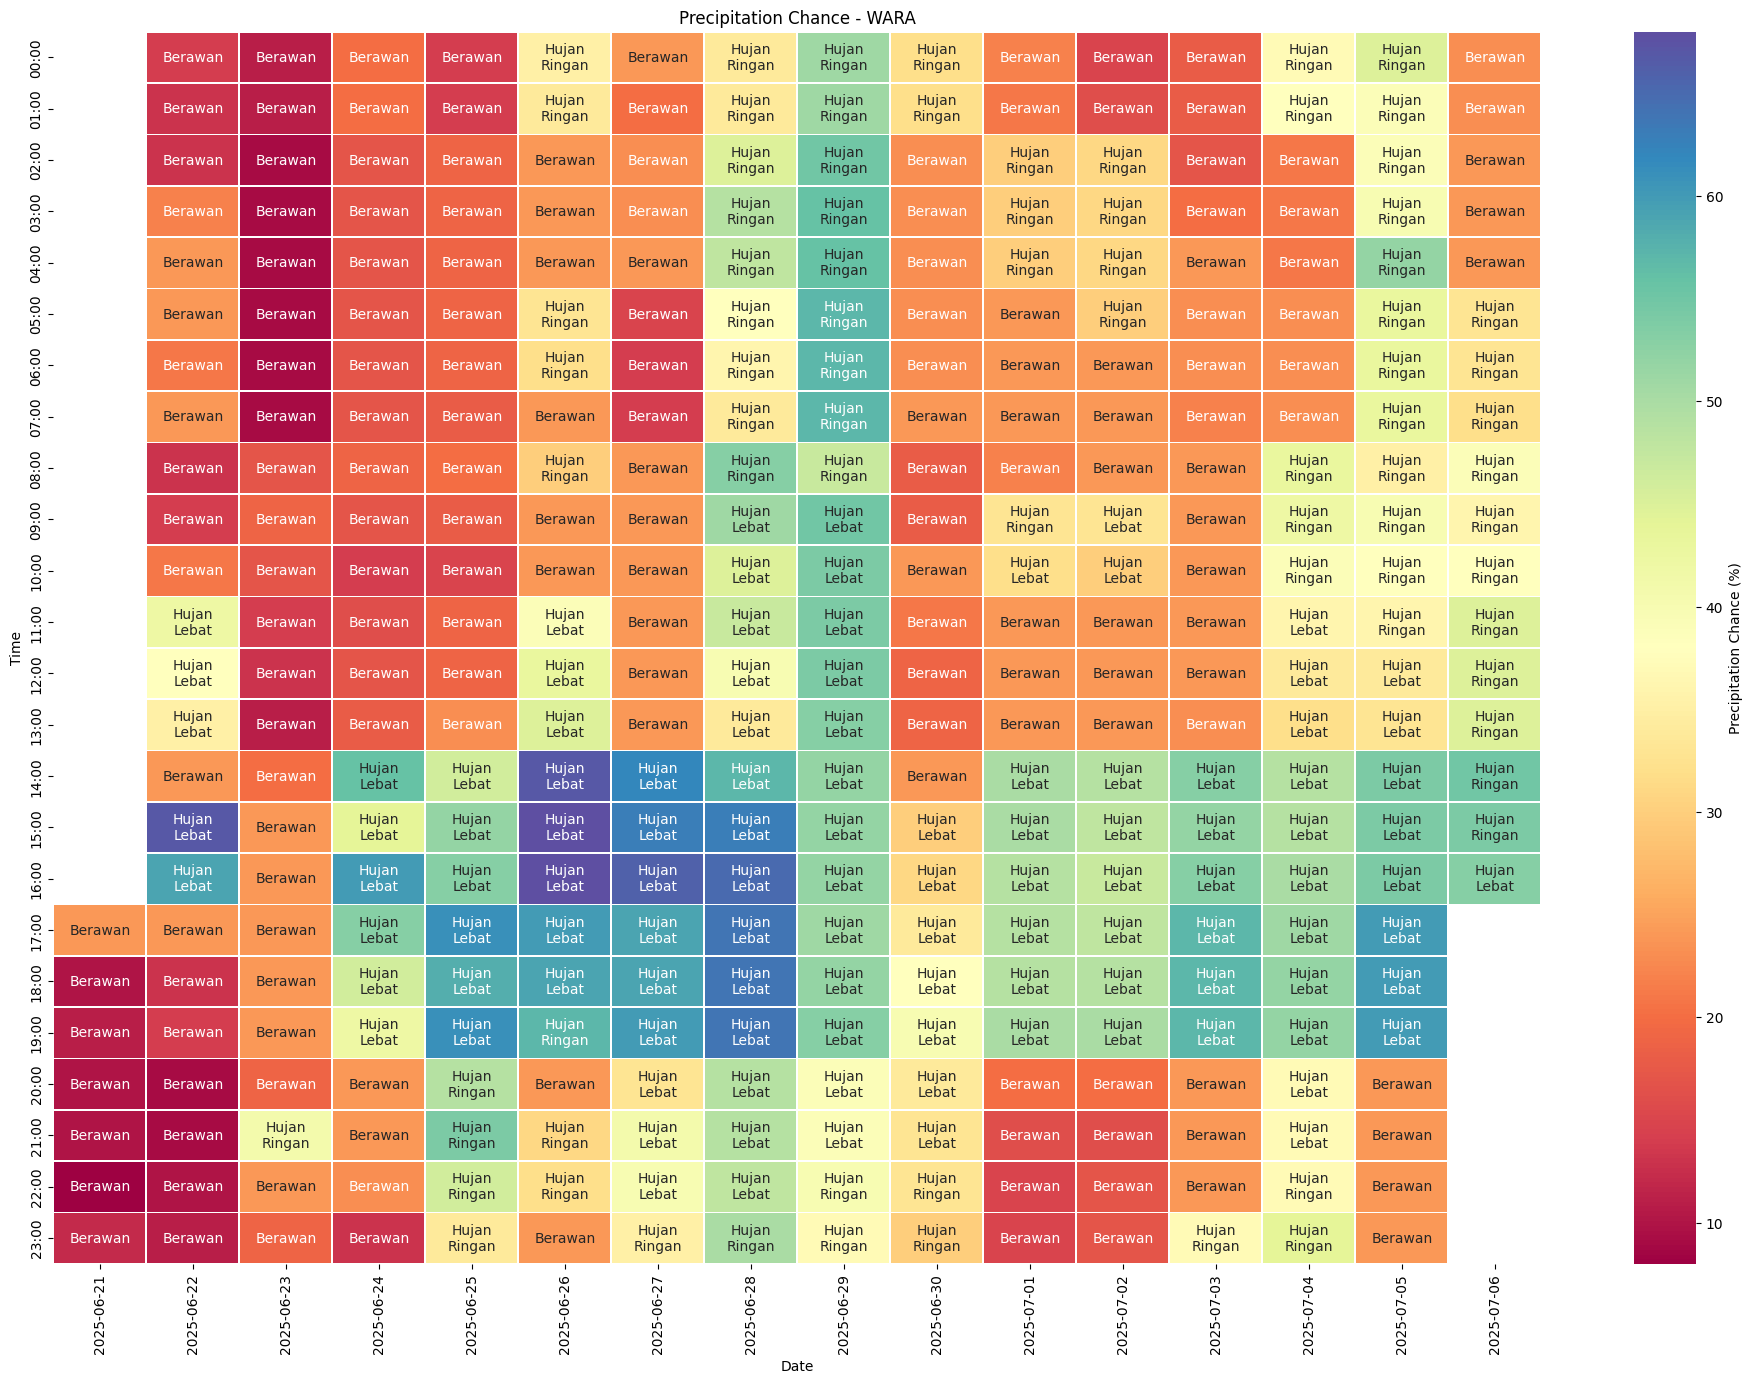 Precipitation Chance - WARA
00:00 Berawan Berawan Berawan Berawan Hujan Ringan Berawan Hujan Ringan Hujan Ringan Hujan Ringan Berawan Berawan Berawan Hujan Ringan Hujan Ringan Berawan
01:00 Berawan Berawan Berawan Berawan Hujan Ringan Berawan Hujan Ringan Hujan Ringan Hujan Ringan Berawan Berawan Berawan Hujan Ringan Hujan Ringan Berawan
02:00 Berawan Berawan Berawan Berawan Berawan Berawan Hujan Ringan Hujan Ringan Berawan Hujan Ringan Hujan Ringan Berawan Berawan Hujan Ringan Berawan
03:00 Berawan Berawan Berawan Berawan Berawan Berawan Hujan Ringan Hujan Ringan Berawan Hujan Ringan Hujan Ringan Berawan Berawan Hujan Ringan Berawan
04:00 Berawan Berawan Berawan Berawan Berawan Berawan Hujan Ringan Hujan Ringan Berawan Hujan Ringan Hujan Ringan Berawan Berawan Hujan Ringan Berawan
05:00 Berawan Berawan Berawan Berawan Hujan Ringan Berawan Hujan Ringan Hujan Ringan Berawan Berawan Hujan Ringan Berawan Berawan Hujan Ringan Hujan Ringan
06:00 Berawan Berawan Berawan Berawan Hujan Ringan Berawan Hujan Ringan Hujan Ringan Berawan Berawan Berawan Berawan Berawan Hujan Ringan Hujan Ringan
07:00 Berawan Berawan Berawan Berawan Berawan Berawan Hujan Ringan Hujan Ringan Berawan Berawan Berawan Berawan Berawan Hujan Ringan Hujan Ringan
08:00 Berawan Berawan Berawan Berawan Hujan Ringan Berawan Hujan Ringan Hujan Ringan Berawan Berawan Berawan Berawan Hujan Ringan Hujan Ringan Hujan Ringan
09:00 Berawan Berawan Berawan Berawan Berawan Berawan Hujan Lebat Hujan Lebat Berawan Hujan Ringan Hujan Lebat Berawan Hujan Ringan Hujan Ringan Hujan Ringan
10:00 Berawan Berawan Berawan Berawan Berawan Berawan Hujan Lebat Hujan Lebat Berawan Hujan Lebat Hujan Lebat Berawan Hujan Ringan Hujan Ringan Hujan Ringan
11:00 Hujan Lebat Berawan Berawan Berawan Hujan Lebat Berawan Hujan Lebat Hujan Lebat Berawan Berawan Berawan Berawan Hujan Lebat Hujan Ringan Hujan Ringan
12:00 Hujan Lebat Berawan Berawan Berawan Hujan Lebat Berawan Hujan Lebat Hujan Lebat Berawan Berawan Berawan Berawan Hujan Lebat Hujan Lebat Hujan Ringan
13:00 Hujan Lebat Berawan Berawan Berawan Hujan Lebat Berawan Hujan Lebat Hujan Lebat Berawan Berawan Berawan Berawan Hujan Lebat Hujan Lebat Hujan Ringan
14:00 Berawan Berawan Hujan Lebat Hujan Lebat Hujan Lebat Hujan Lebat Hujan Lebat Hujan Lebat Berawan Hujan Lebat Hujan Lebat Hujan Lebat Hujan Lebat Hujan Lebat Hujan Ringan
15:00 Hujan Lebat Berawan Hujan Lebat Hujan Lebat Hujan Lebat Hujan Lebat Hujan Lebat Hujan Lebat Hujan Lebat Hujan Lebat Hujan Lebat Hujan Lebat Hujan Lebat Hujan Lebat Hujan Ringan
16:00 Hujan Lebat Berawan Hujan Lebat Hujan Lebat Hujan Lebat Hujan Lebat Hujan Lebat Hujan Lebat Hujan Lebat Hujan Lebat Hujan Lebat Hujan Lebat Hujan Lebat Hujan Lebat Hujan Lebat
17:00 Berawan Berawan Berawan Hujan Lebat Hujan Lebat Hujan Lebat Hujan Lebat Hujan Lebat Hujan Lebat Hujan Lebat Hujan Lebat Hujan Lebat Hujan Lebat Hujan Lebat Hujan Lebat
18:00 Berawan Berawan Berawan Hujan Lebat Hujan Lebat Hujan Lebat Hujan Lebat Hujan Lebat Hujan Lebat Hujan Lebat Hujan Lebat Hujan Lebat Hujan Lebat Hujan Lebat Hujan Lebat
19:00 Berawan Berawan Berawan Hujan Lebat Hujan Lebat Hujan Ringan Hujan Lebat Hujan Lebat Hujan Lebat Hujan Lebat Hujan Lebat Hujan Lebat Hujan Lebat Hujan Lebat Hujan Lebat
20:00 Berawan Berawan Berawan Berawan Hujan Ringan Berawan Hujan Lebat Hujan Lebat Hujan Lebat Hujan Lebat Berawan Berawan Berawan Hujan Lebat Berawan
21:00 Berawan Berawan Hujan Ringan Berawan Hujan Ringan Hujan Ringan Hujan Lebat Hujan Lebat Hujan Lebat Hujan Lebat Berawan Berawan Berawan Hujan Lebat Berawan
22:00 Berawan Berawan Berawan Berawan Hujan Ringan Hujan Ringan Hujan Lebat Hujan Lebat Hujan Ringan Hujan Ringan Berawan Berawan Berawan Hujan Ringan Berawan
23:00 Berawan Berawan Berawan Berawan Hujan Ringan Berawan Hujan Ringan Hujan Ringan Hujan Ringan Hujan Ringan Berawan Berawan Hujan Ringan Hujan Ringan Berawan
Time
2025-06-21 2025-06-22 2025-06-23 2025-06-24 2025-06-25 2025-06-26 2025-06-27 2025-06-28 2025-06-29 2025-06-30 2025-07-01 2025-07-02 2025-07-03 2025-07-04 2025-07-05 2025-07-06
Date
60
50
40
30
20
10
Precipitation Chance (%)